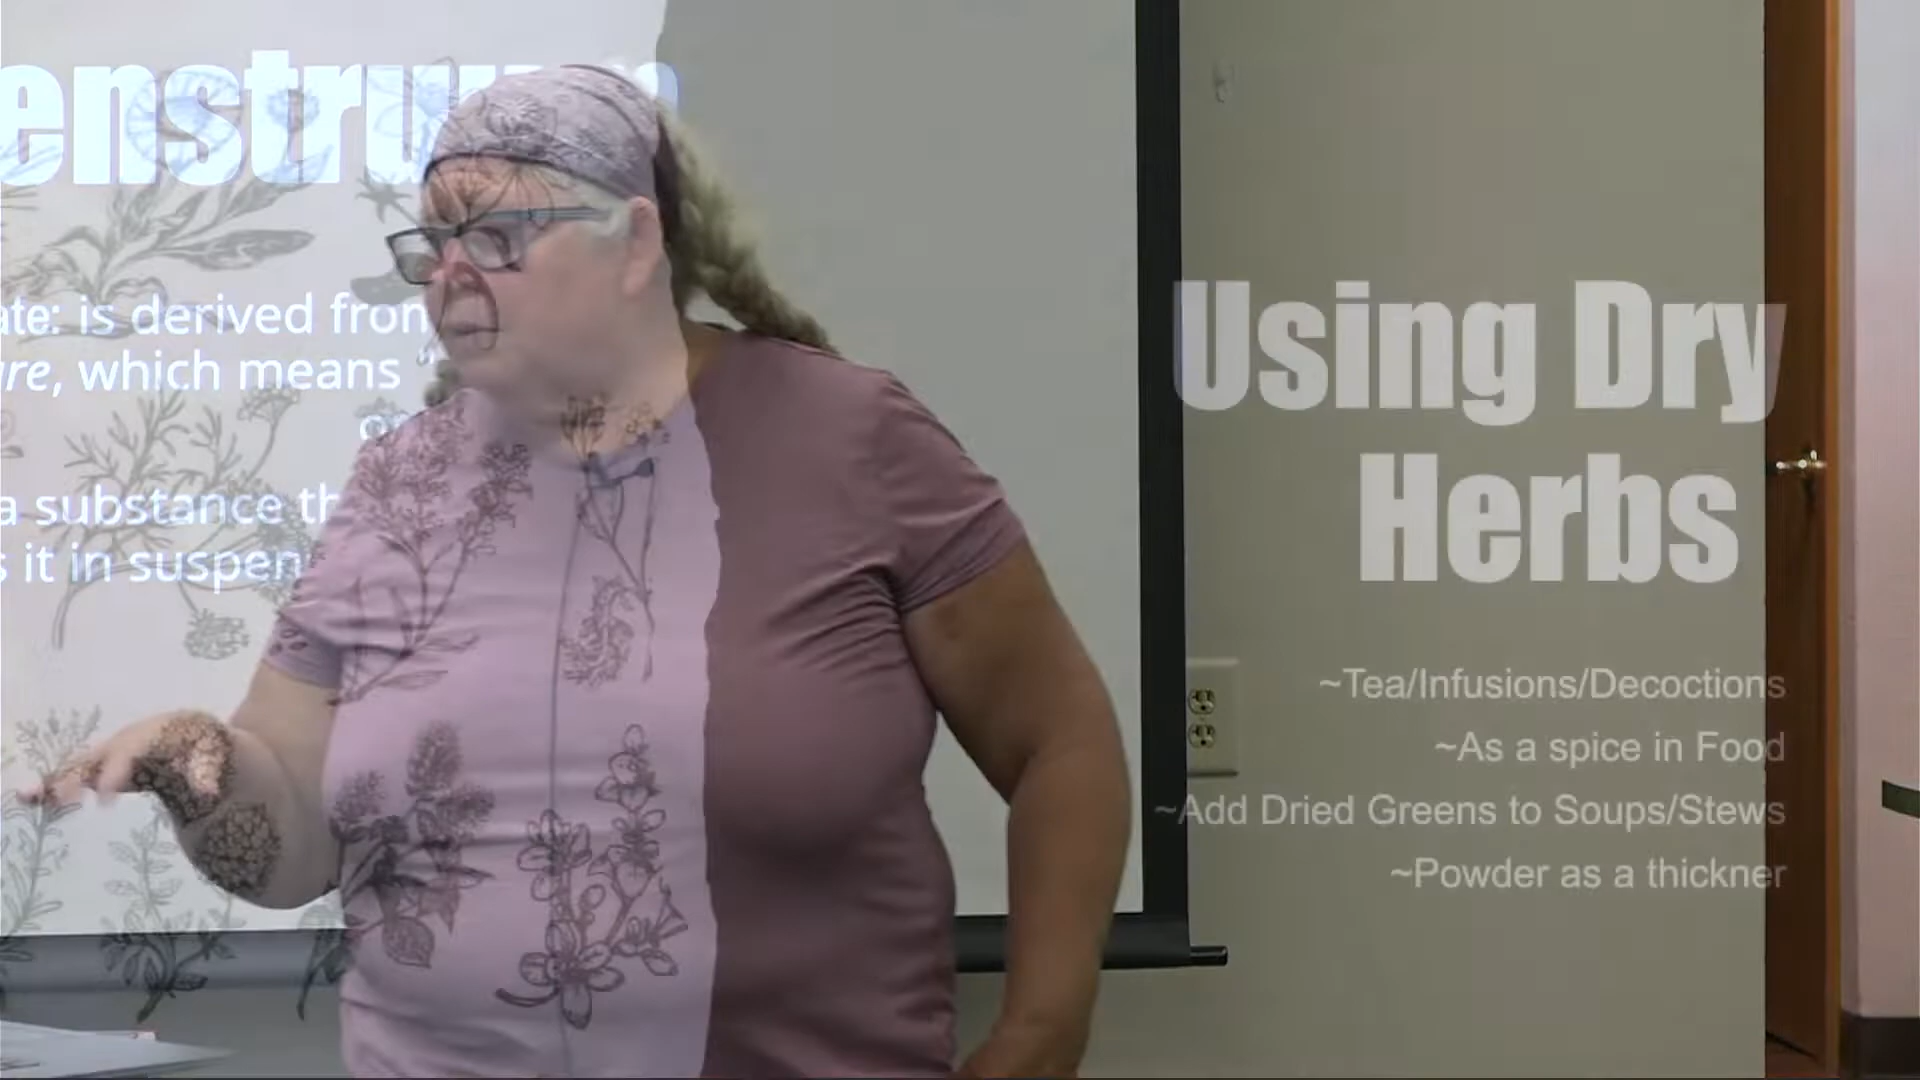 enstrum
ate: is derived from
re, which means "
o
a substance th
s it in suspen
Using Dry
Herbs
~Tea/Infusions/Decoctions
~As a spice in Food
~Add Dried Greens to Soups/Stews
~Powder as a thickner